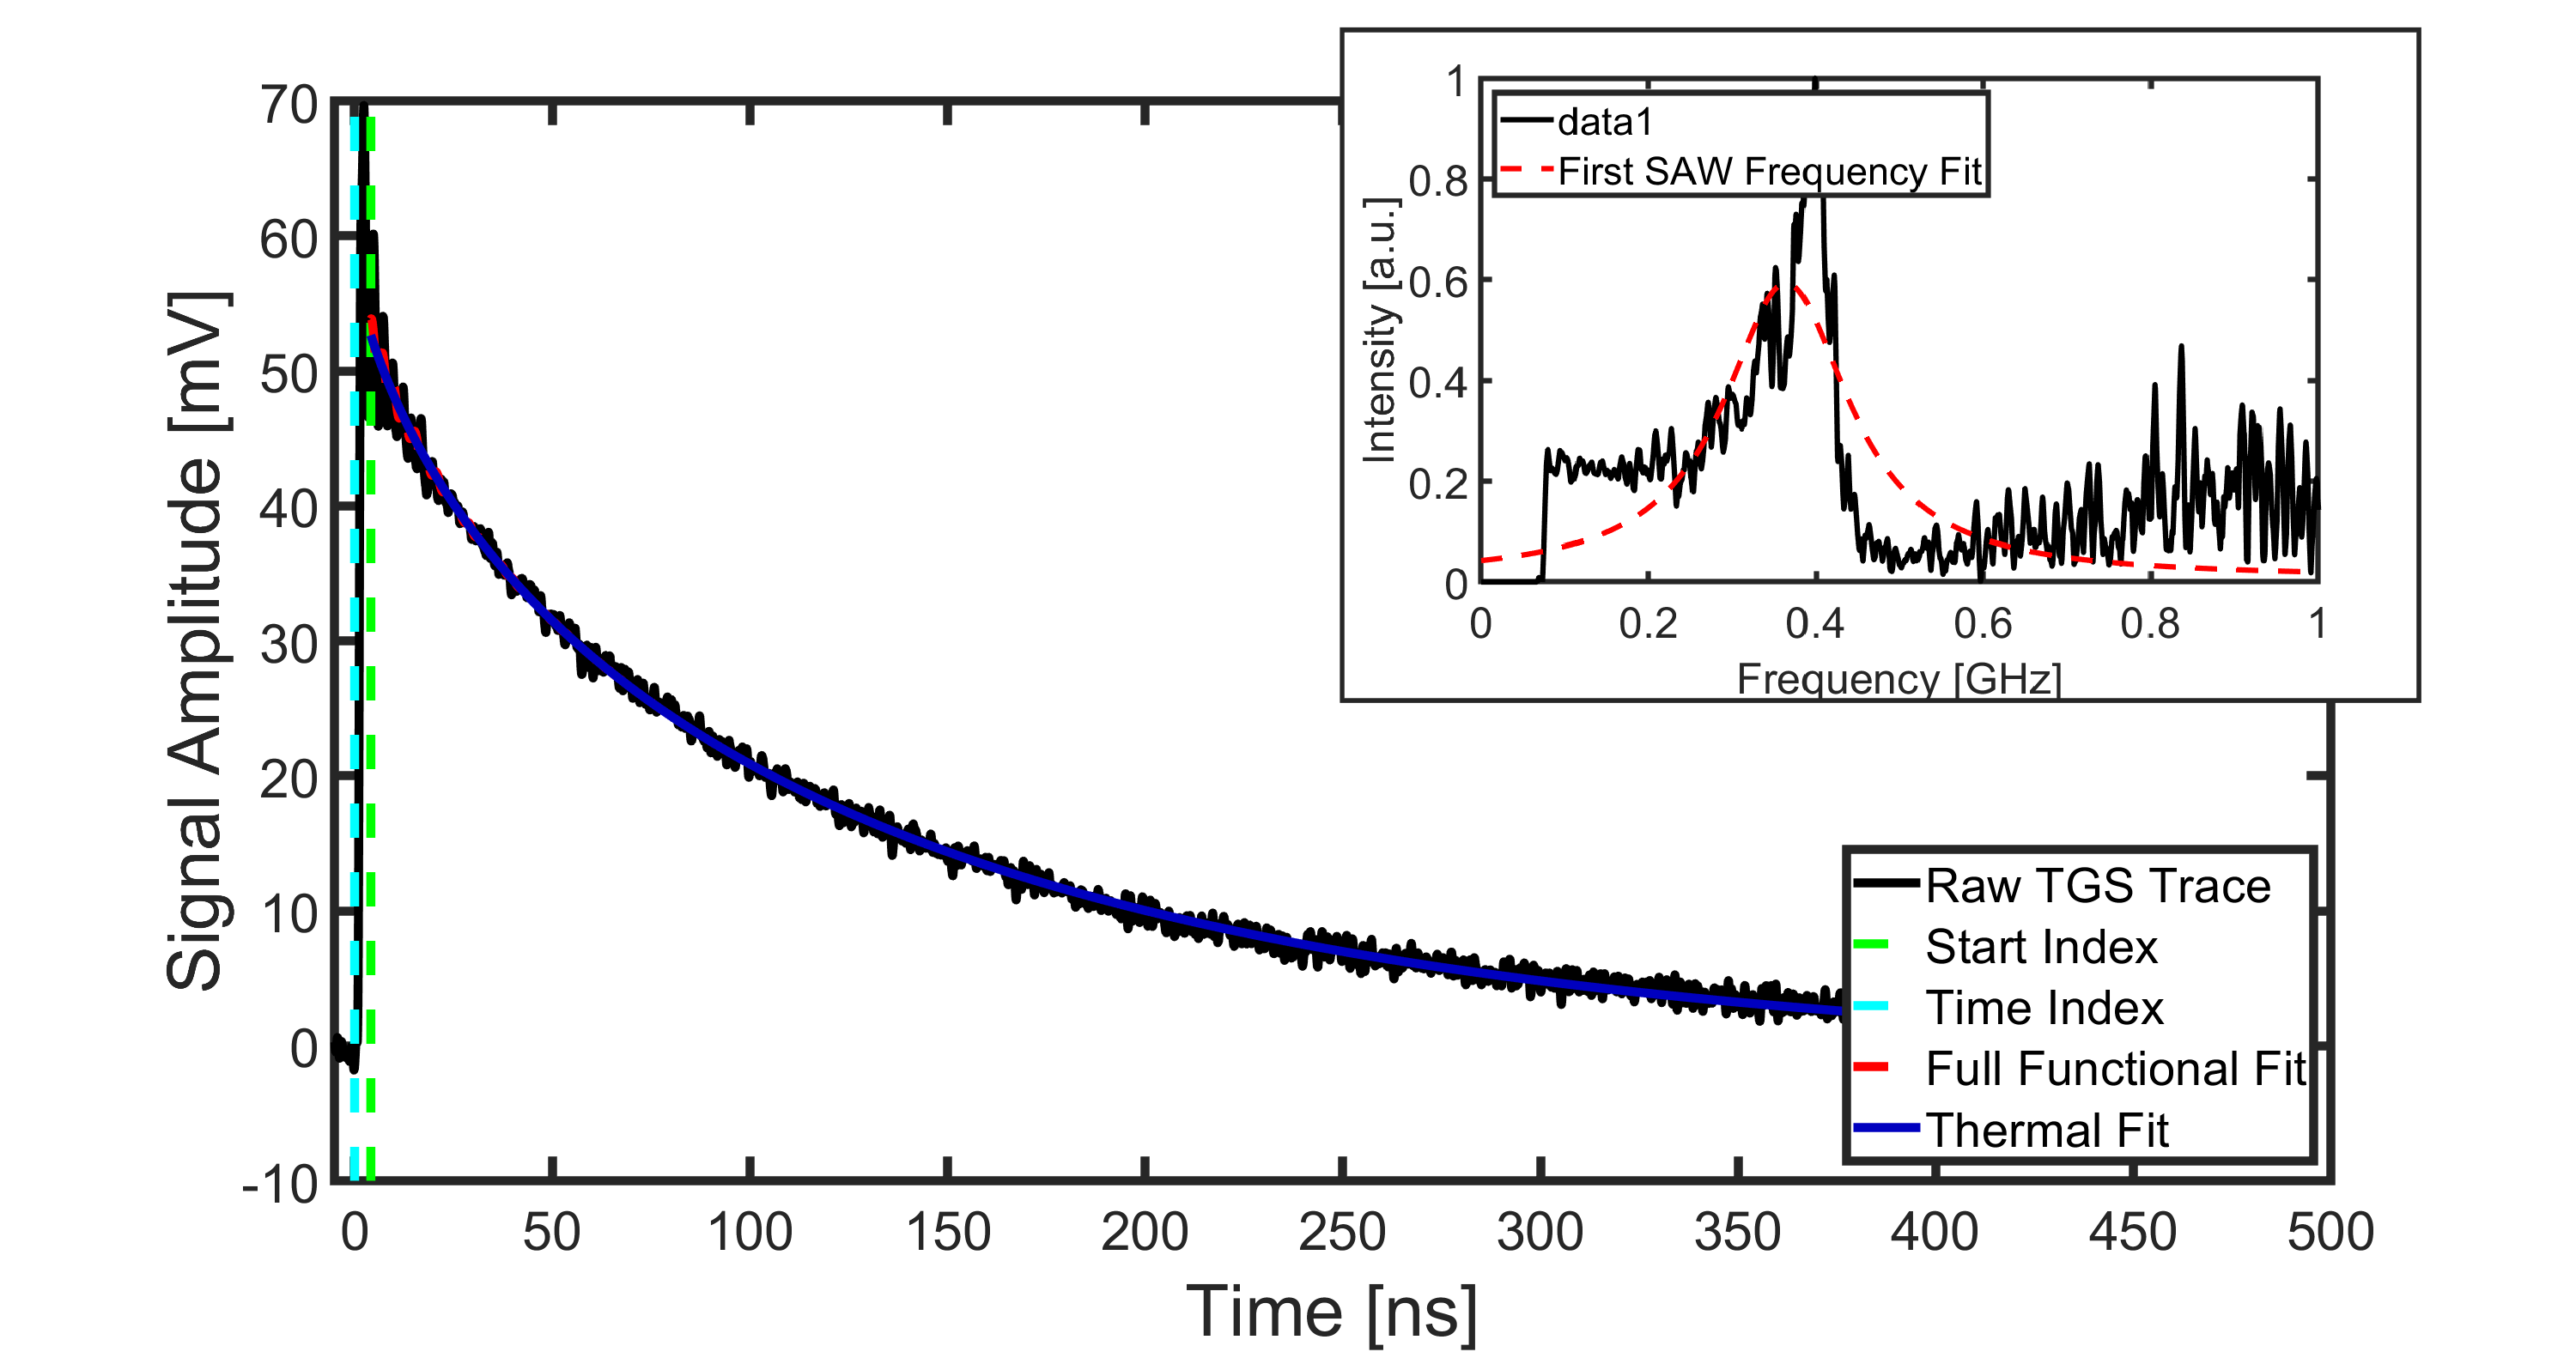 Signal Amplitude [mV]
70
60
50
40
30
20
10
0
-10
0 50 100 150 200 250 300 350 400 450 500
Time [ns]
Raw TGS Trace
Start Index
Time Index
Full Functional Fit
Thermal Fit
Intensity [a.u.]
1
0.8
0.6
0.4
0.2
0
0 0.2 0.4 0.6 0.8 1
Frequency [GHz]
data1
First SAW Frequency Fit